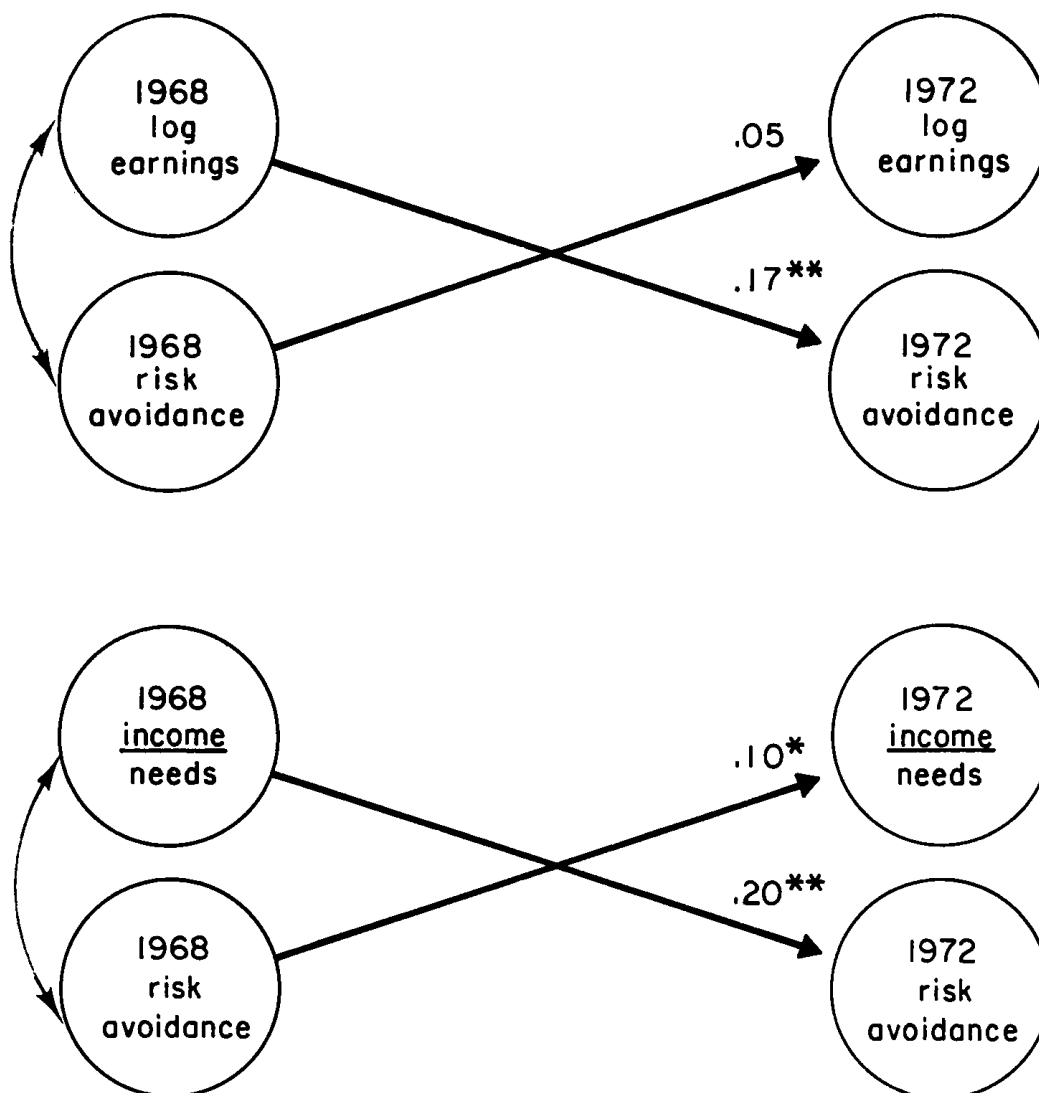 1968
log
earnings
.05
1972
log
earnings
1968
risk
avoidance
.17**
1972
risk
avoidance
1968
income
needs
.10*
1972
income
needs
1968
risk
avoidance
.20**
1972
risk
avoidance